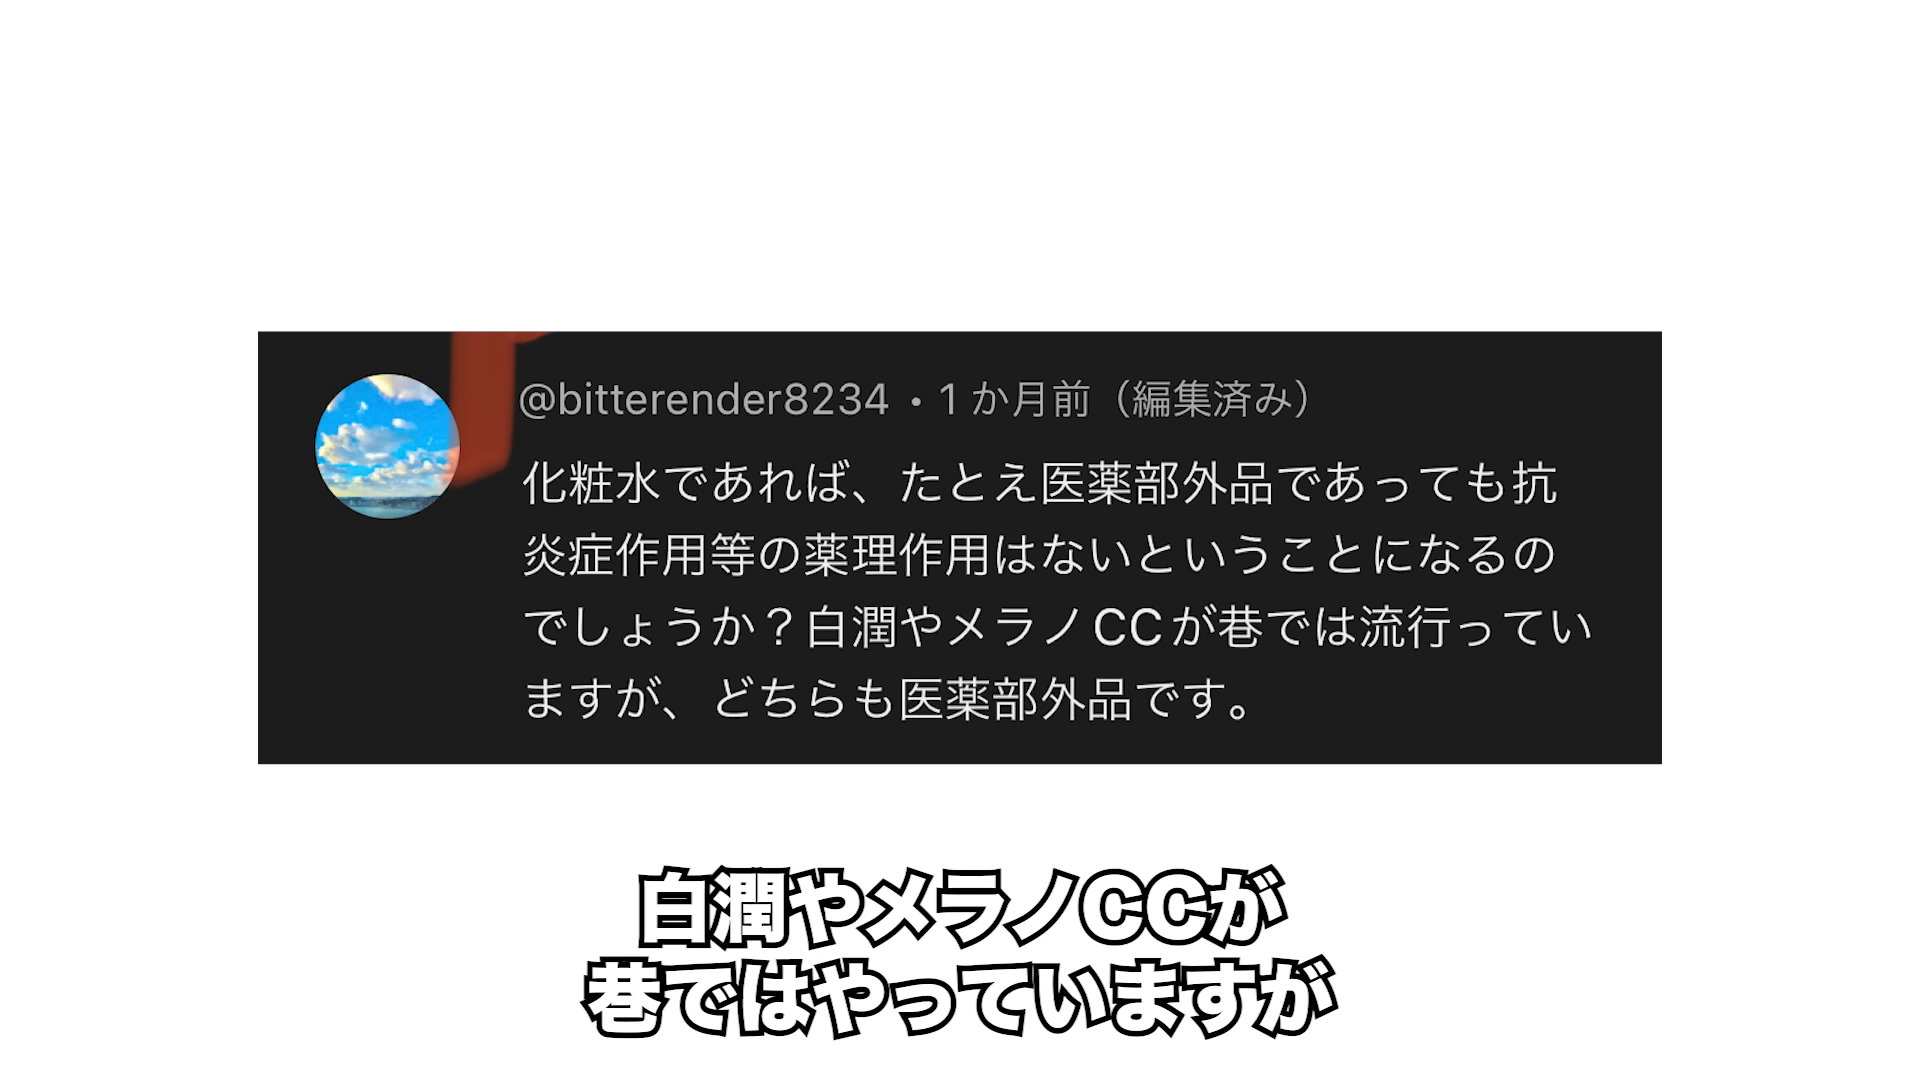 @bitterender8234・1か月前（編集済み）
化粧水であれば、たとえ医薬部外品であっても抗
炎症作用等の薬理作用はないということになるの
でしょうか？白潤やメラノCCが巷では流行ってい
ますが、どちらも医薬部外品です。
白潤やメラノCCが
巷ではやっていますが